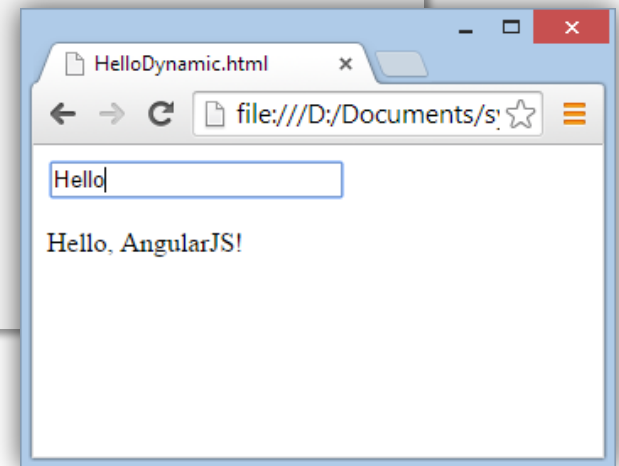 HelloDynamic.html
file:///D:/Documents/s
Hello
Hello, AngularJS!